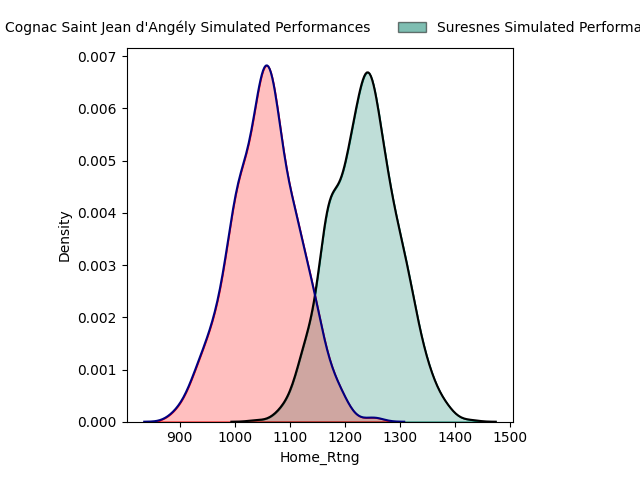 Cognac Saint Jean d'Angély Simulated Performances
Suresnes Simulated
0.007
0.006
0.005
0.004
0.003
0.002
0.001
0.000
Density
900 1000 1100 1200 1300 1400 1500
Home_Rtng